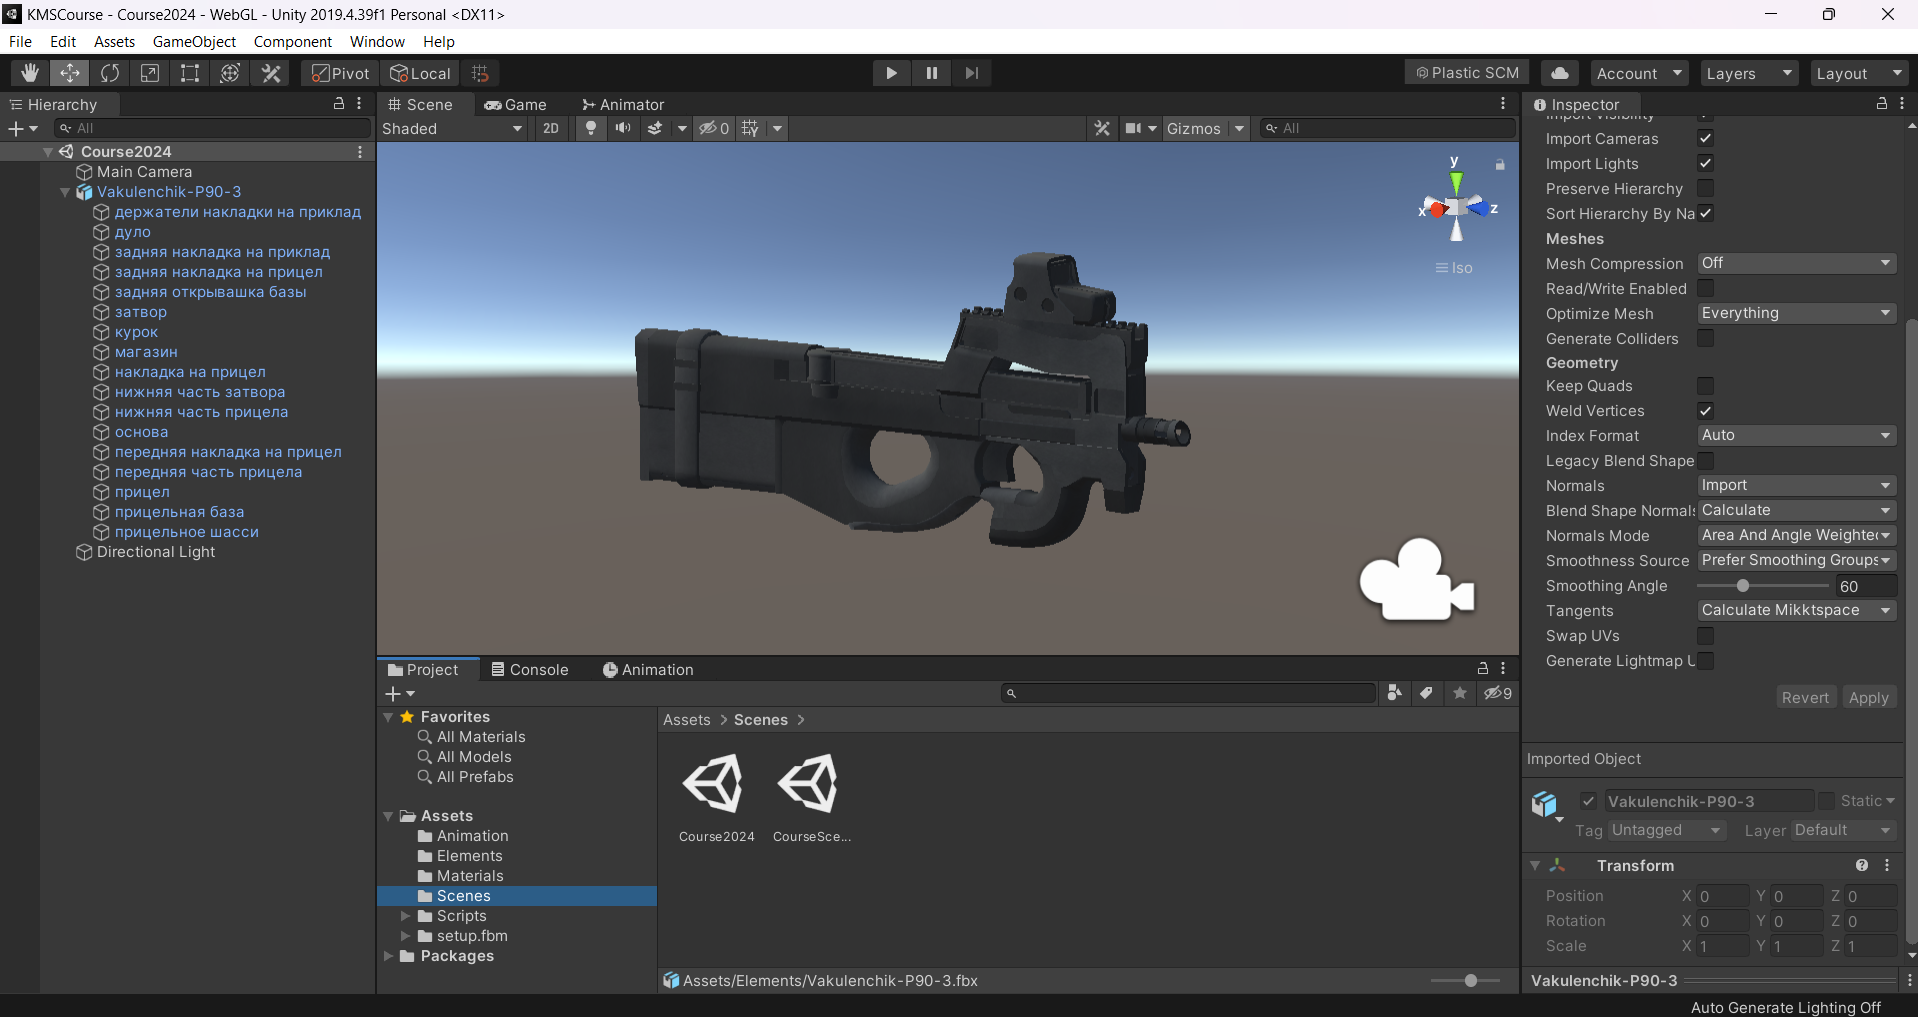 KMSCourse - Course2024 - WebGL - Unity 2019.4.39f1 Personal <DX11>
File Edit Assets GameObject Component Window Help
Pivot Local Plastic SCM Account Layers Layout
Hierarchy
All
Course2024
Main Camera
Vakulenchik-P90-3
держатели накладки на приклад
дуло
задняя накладка на приклад
задняя накладка на прицел
задняя открывашка базы
затвор
курок
магазин
накладка на прицел
нижняя часть затвора
нижняя часть прицела
основа
передняя накладка на прицел
передняя часть прицела
прицел
прицельная база
прицельное шасси
Directional Light
Scene Game Animator
Shaded 2D 0 Gizmos All
y
x z
Iso
Project Console Animation
9
Favorites
All Materials
All Models
All Prefabs
Assets
Animation
Elements
Materials
Scenes
Scripts
setup.fbm
Packages
Assets > Scenes >
Course2024 CourseSce...
Assets/Elements/Vakulenchik-P90-3.fbx
Inspector
Import Visibility
Import Cameras
Import Lights
Preserve Hierarchy
Sort Hierarchy By Na
Meshes
Mesh Compression Off
Read/Write Enabled
Optimize Mesh Everything
Generate Colliders
Geometry
Keep Quads
Weld Vertices
Index Format Auto
Legacy Blend Shape
Normals Import
Blend Shape Normals Calculate
Normals Mode Area And Angle Weighted
Smoothness Source Prefer Smoothing Groups
Smoothing Angle 60
Tangents Calculate Mikktspace
Swap UVs
Generate Lightmap U
Revert Apply
Imported Object
Vakulenchik-P90-3 Static
Tag Untagged Layer Default
Transform
Position X 0 Y 0 Z 0
Rotation X 0 Y 0 Z 0
Scale X 1 Y 1 Z 1
Vakulenchik-P90-3
Auto Generate Lighting Off